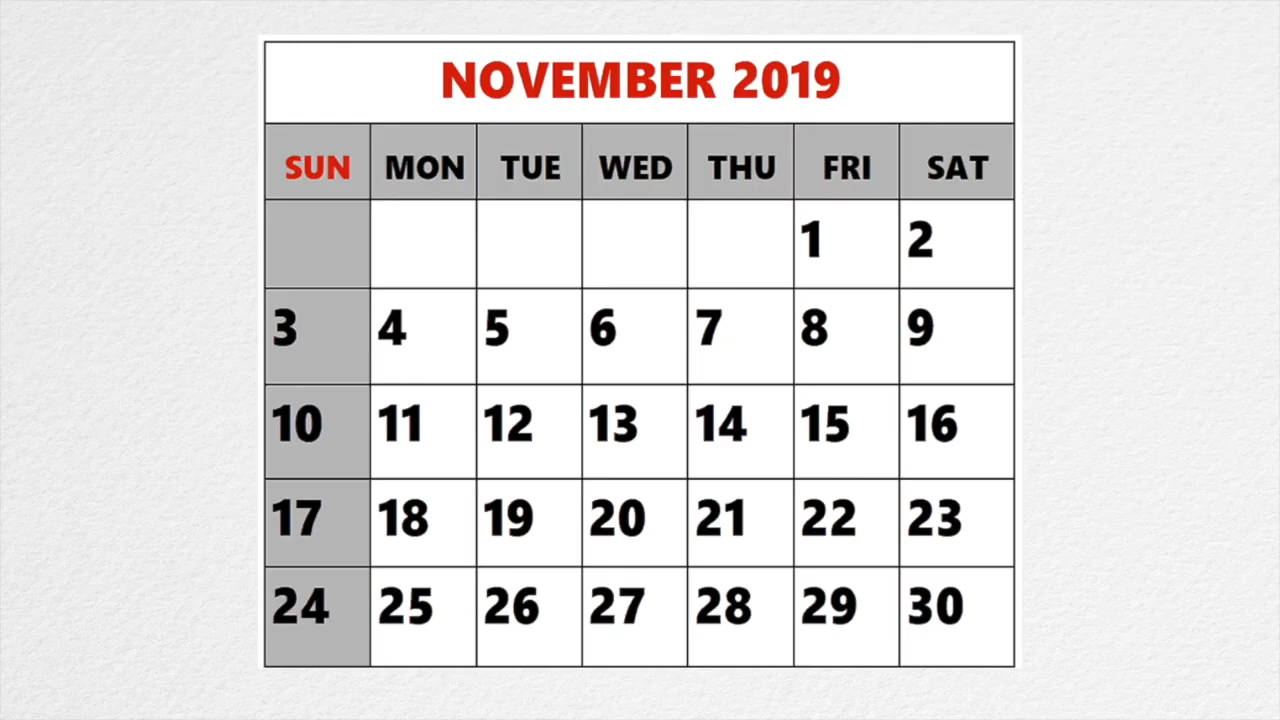 NOVEMBER 2019
SUN MON TUE WED THU FRI SAT
1 2
3 4 5 6 7 8 9
10 11 12 13 14 15 16
17 18 19 20 21 22 23
24 25 26 27 28 29 30